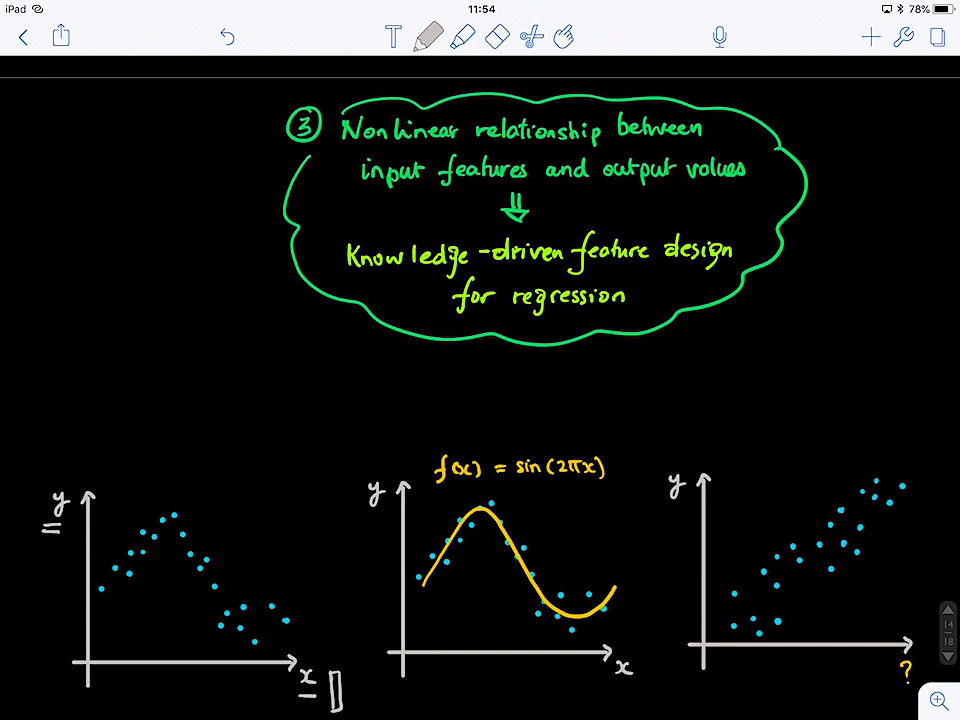 iPad
11:54
78%
T
③ Nonlinear relationship between
input features and output values
⇓
Knowledge-driven feature design
for regression
f(x) = sin(2πx)
y
x
y
x
y
?
14
18